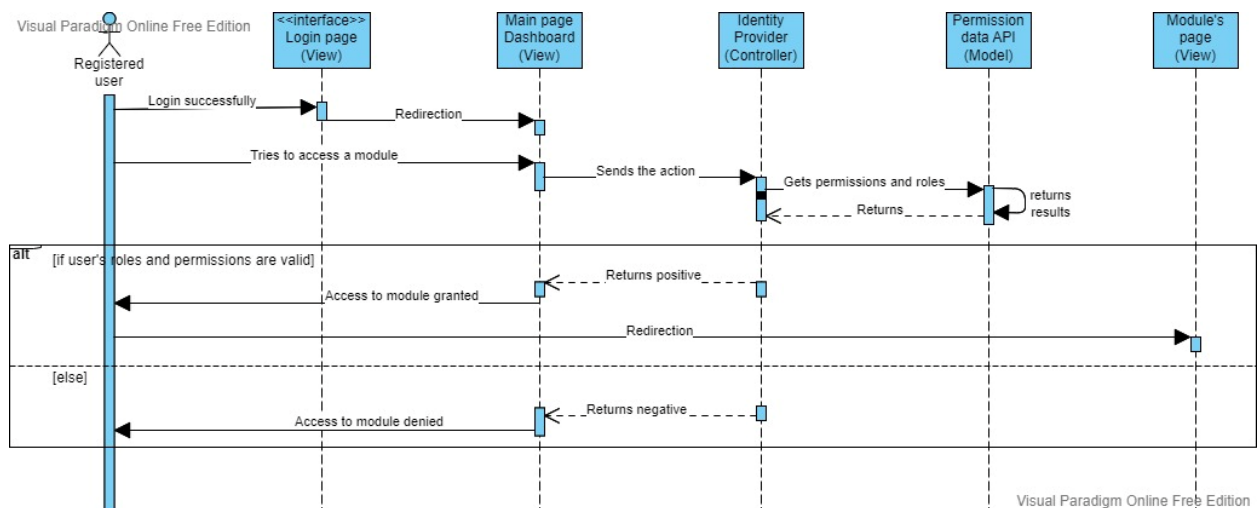 Visual Paradigm Online Free Edition
<<interface>>
Login page
(View)
Main page
Dashboard
(View)
Identity
Provider
(Controller)
Permission
data API
(Model)
Module's
page
(View)
Registered
user
Login successfully
Redirection
Tries to access a module
Sends the action
Gets permissions and roles
returns
results
Returns
alt
[if user's roles and permissions are valid]
Returns positive
Access to module granted
Redirection
[else]
Returns negative
Access to module denied
Visual Paradigm Online Free Edition